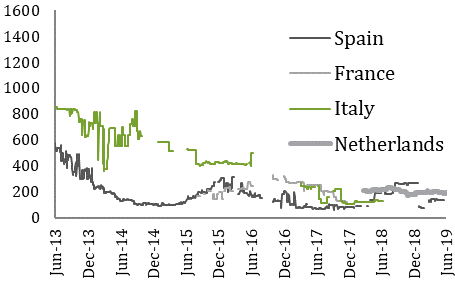 1600
1400
1200
1000
800
600
400
200
0
Spain
France
Italy
Netherlands
Jun-13
Dec-13
Jun-14
Dec-14
Jun-15
Dec-15
Jun-16
Dec-16
Jun-17
Dec-17
Jun-18
Dec-18
Jun-19